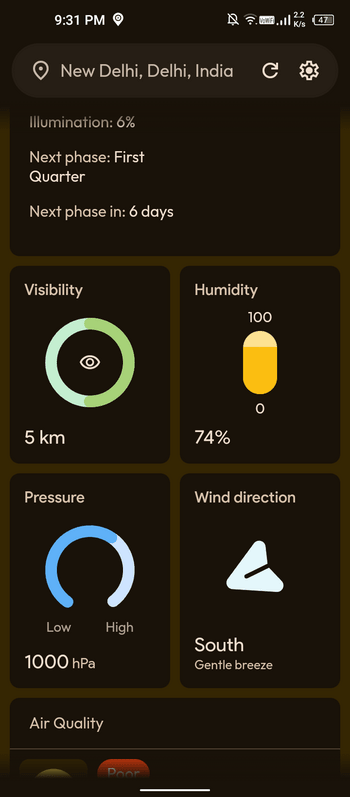 9:31 PM
2.2
K/s
47
New Delhi, Delhi, India
Illumination: 6%
Next phase: First
Quarter
Next phase in: 6 days
Visibility
5 km
Humidity
100
0
74%
Pressure
Low High
1000 hPa
Wind direction
South
Gentle breeze
Air Quality
Poor